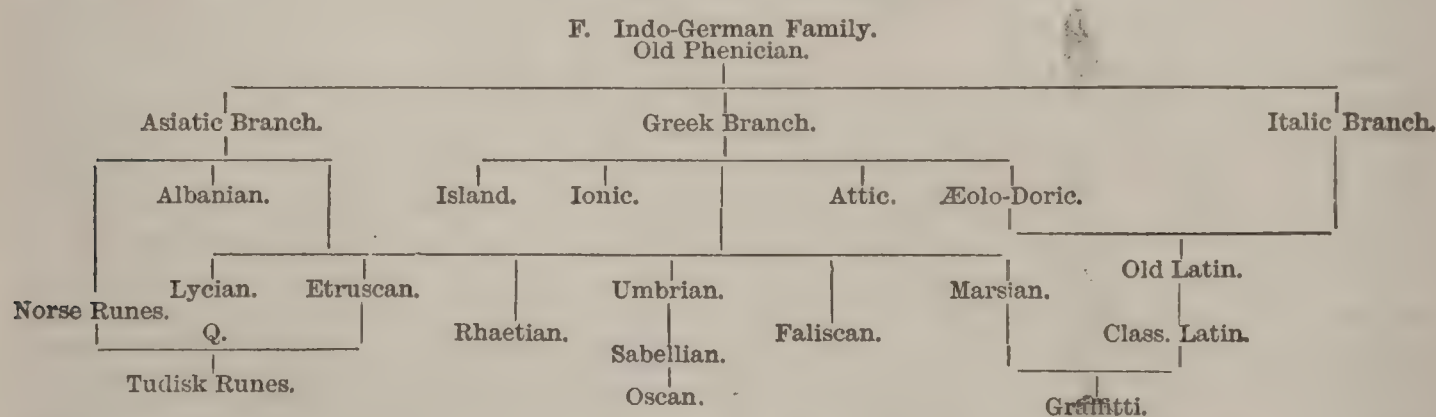 F. Indo-German Family.
Old Phenician.
Asiatic Branch. Greek Branch. Italic Branch.
Albanian. Island. Ionic. Attic. Æolo-Doric.
Old Latin.
Lycian. Etruscan. Umbrian. Marsian.
Norse Runes.
Q. Rhaetian. Faliscan. Class. Latin.
Sabellian.
Tudisk Runes.
Oscan.
Graffitti.